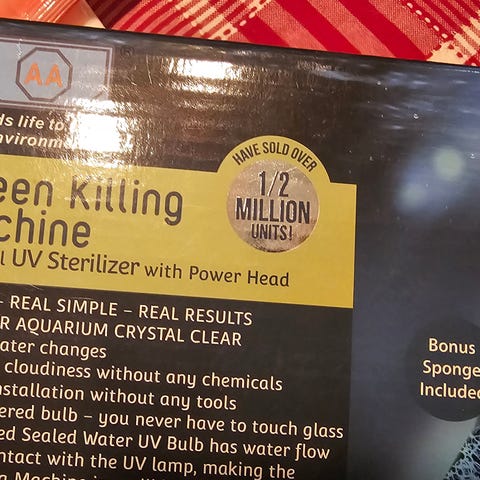 AA
ds life to
environm
HAVE SOLD OVER
1/2
MILLION
UNITS!
een Killing
chine
l UV Sterilizer with Power Head
- REAL SIMPLE – REAL RESULTS
R AQUARIUM CRYSTAL CLEAR
ater changes
cloudiness without any chemicals
nstallation without any tools
ered bulb – you never have to touch glass
ed Sealed Water UV Bulb has water flow
ntact with the UV lamp, making the
Bonus
Sponge
Included